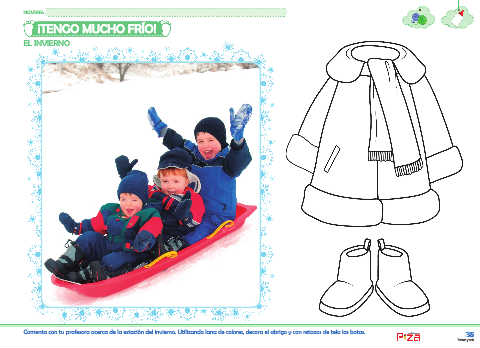 ¡TENGO MUCHO FRÍO!
EL INVIERNO
Comenta con tu profesora acerca de la estación del invierno. Utilizando lana de colores, decora el abrigo y con retazos de tela las botas.